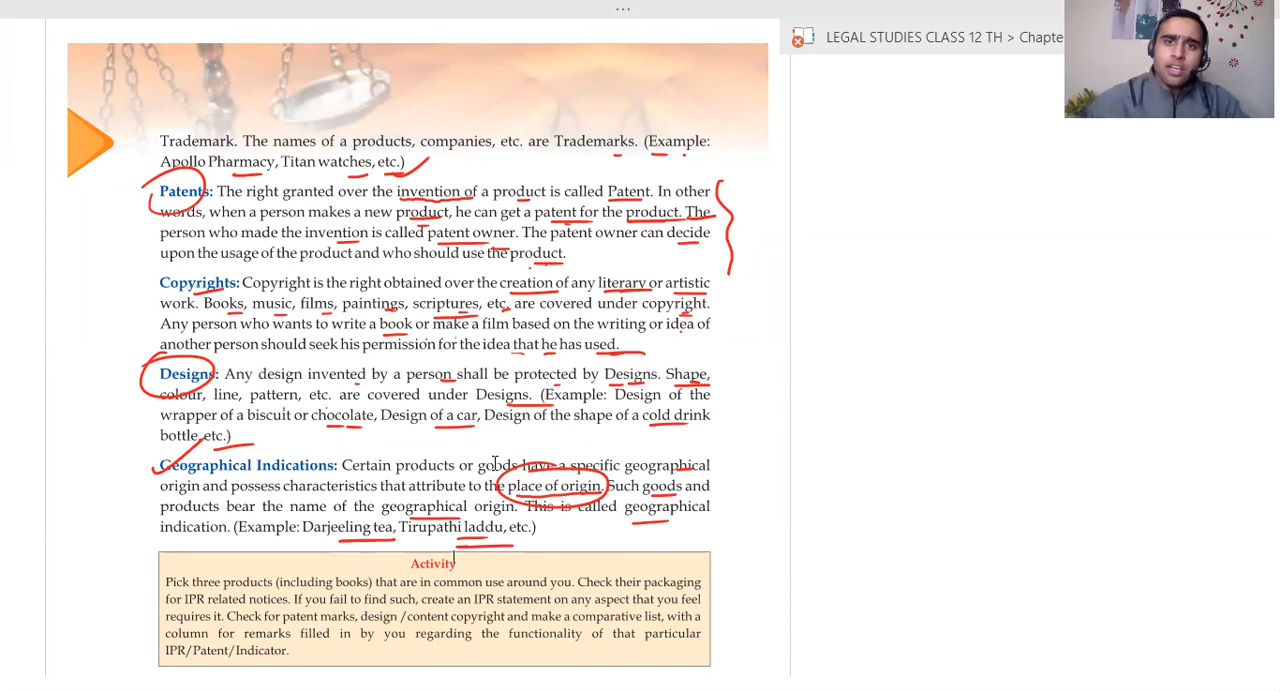 LEGAL STUDIES CLASS 12 TH > Chapte
Trademark. The names of a products, companies, etc. are Trademarks. (Example:
Apollo Pharmacy, Titan watches, etc.)
Patents: The right granted over the invention of a product is called Patent. In other
words, when a person makes a new product, he can get a patent for the product. The
person who made the invention is called patent owner. The patent owner can decide
upon the usage of the product and who should use the product.
Copyrights: Copyright is the right obtained over the creation of any literary or artistic
work. Books, music, films, paintings, scriptures, etc. are covered under copyright.
Any person who wants to write a book or make a film based on the writing or idea of
another person should seek his permission for the idea that he has used.
Designs: Any design invented by a person shall be protected by Designs. Shape,
colour, line, pattern, etc. are covered under Designs. (Example: Design of the
wrapper of a biscuit or chocolate, Design of a car, Design of the shape of a cold drink
bottle, etc.)
Geographical Indications: Certain products or goods have a specific geographical
origin and possess characteristics that attribute to the place of origin. Such goods and
products bear the name of the geographical origin. This is called geographical
indication. (Example: Darjeeling tea, Tirupathi laddu, etc.)
Activity
Pick three products (including books) that are in common use around you. Check their packaging
for IPR related notices. If you fail to find such, create an IPR statement on any aspect that you feel
requires it. Check for patent marks, design /content copyright and make a comparative list, with a
column for remarks filled in by you regarding the functionality of that particular
IPR/Patent/Indicator.